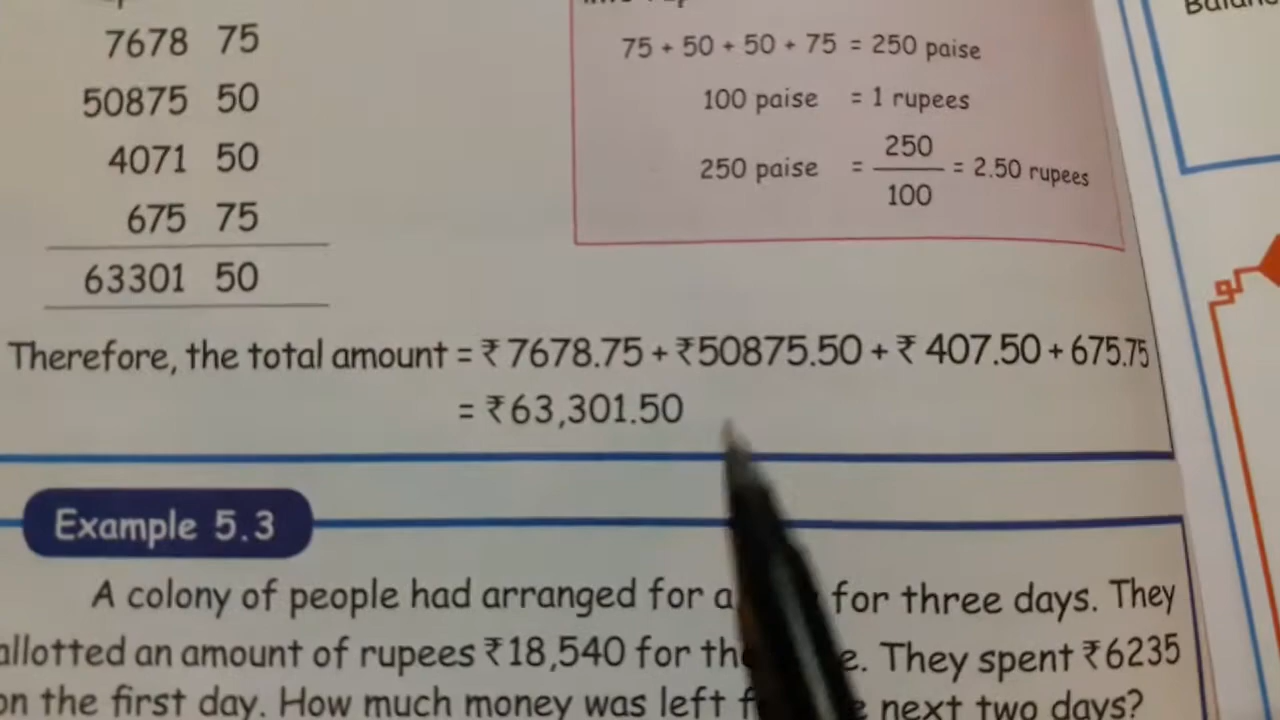 7678 75
50875 50
4071 50
675 75
63301 50
75 + 50 + 50 + 75 = 250 paise
100 paise = 1 rupees
250 paise = 250/100 = 2.50 rupees
Therefore, the total amount = ₹ 7678.75 + ₹50875.50 + ₹ 407.50 + 675.75
= ₹63,301.50
Example 5.3
A colony of people had arranged for a for three days. They
allotted an amount of rupees ₹18,540 for They spent ₹6235
on the first day. How much money was left next two days?